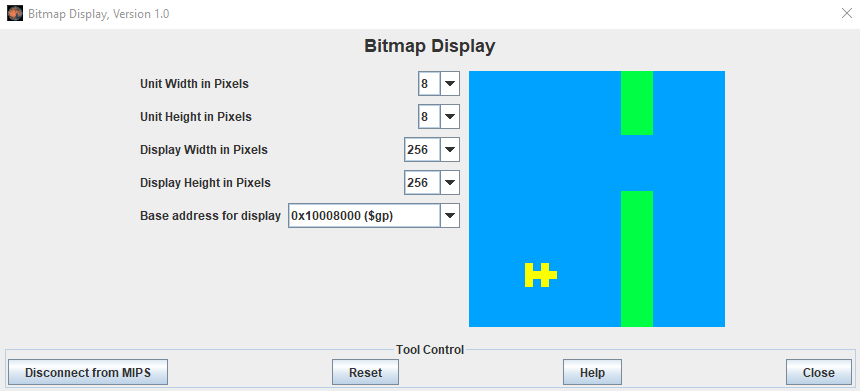 Bitmap Display, Version 1.0
Bitmap Display
Unit Width in Pixels 8
Unit Height in Pixels 8
Display Width in Pixels 256
Display Height in Pixels 256
Base address for display 0x10008000 ($gp)
Tool Control
Disconnect from MIPS Reset Help Close